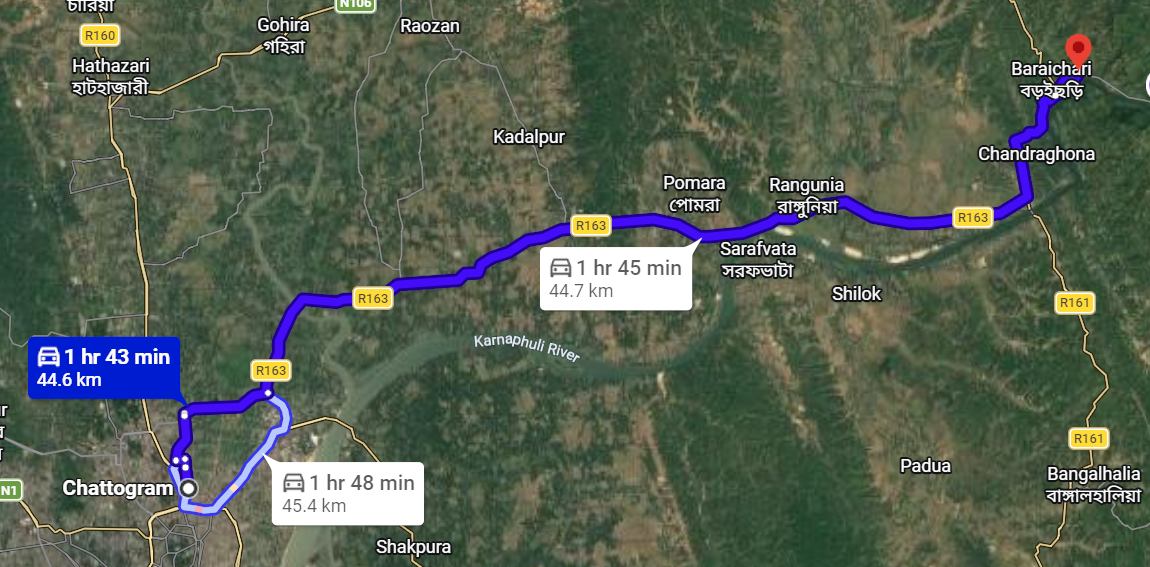 চারিয়া
N106
R160
Gohira
গহিরা
Raozan
Hathazari
হাটহাজারী
Baraichari
বড়ইছড়ি
Kadalpur
Chandraghona
Pomara
পোমরা
Rangunia
রাঙ্গুনিয়া
R163
R163
Sarafvata
সরফভাটা
1 hr 45 min
44.7 km
R163
Shilok
R161
Karnaphuli River
1 hr 43 min
44.6 km
R163
R161
Padua
Bangalhalia
বাঙ্গালহালিয়া
Chattogram
N1
1 hr 48 min
45.4 km
Shakpura